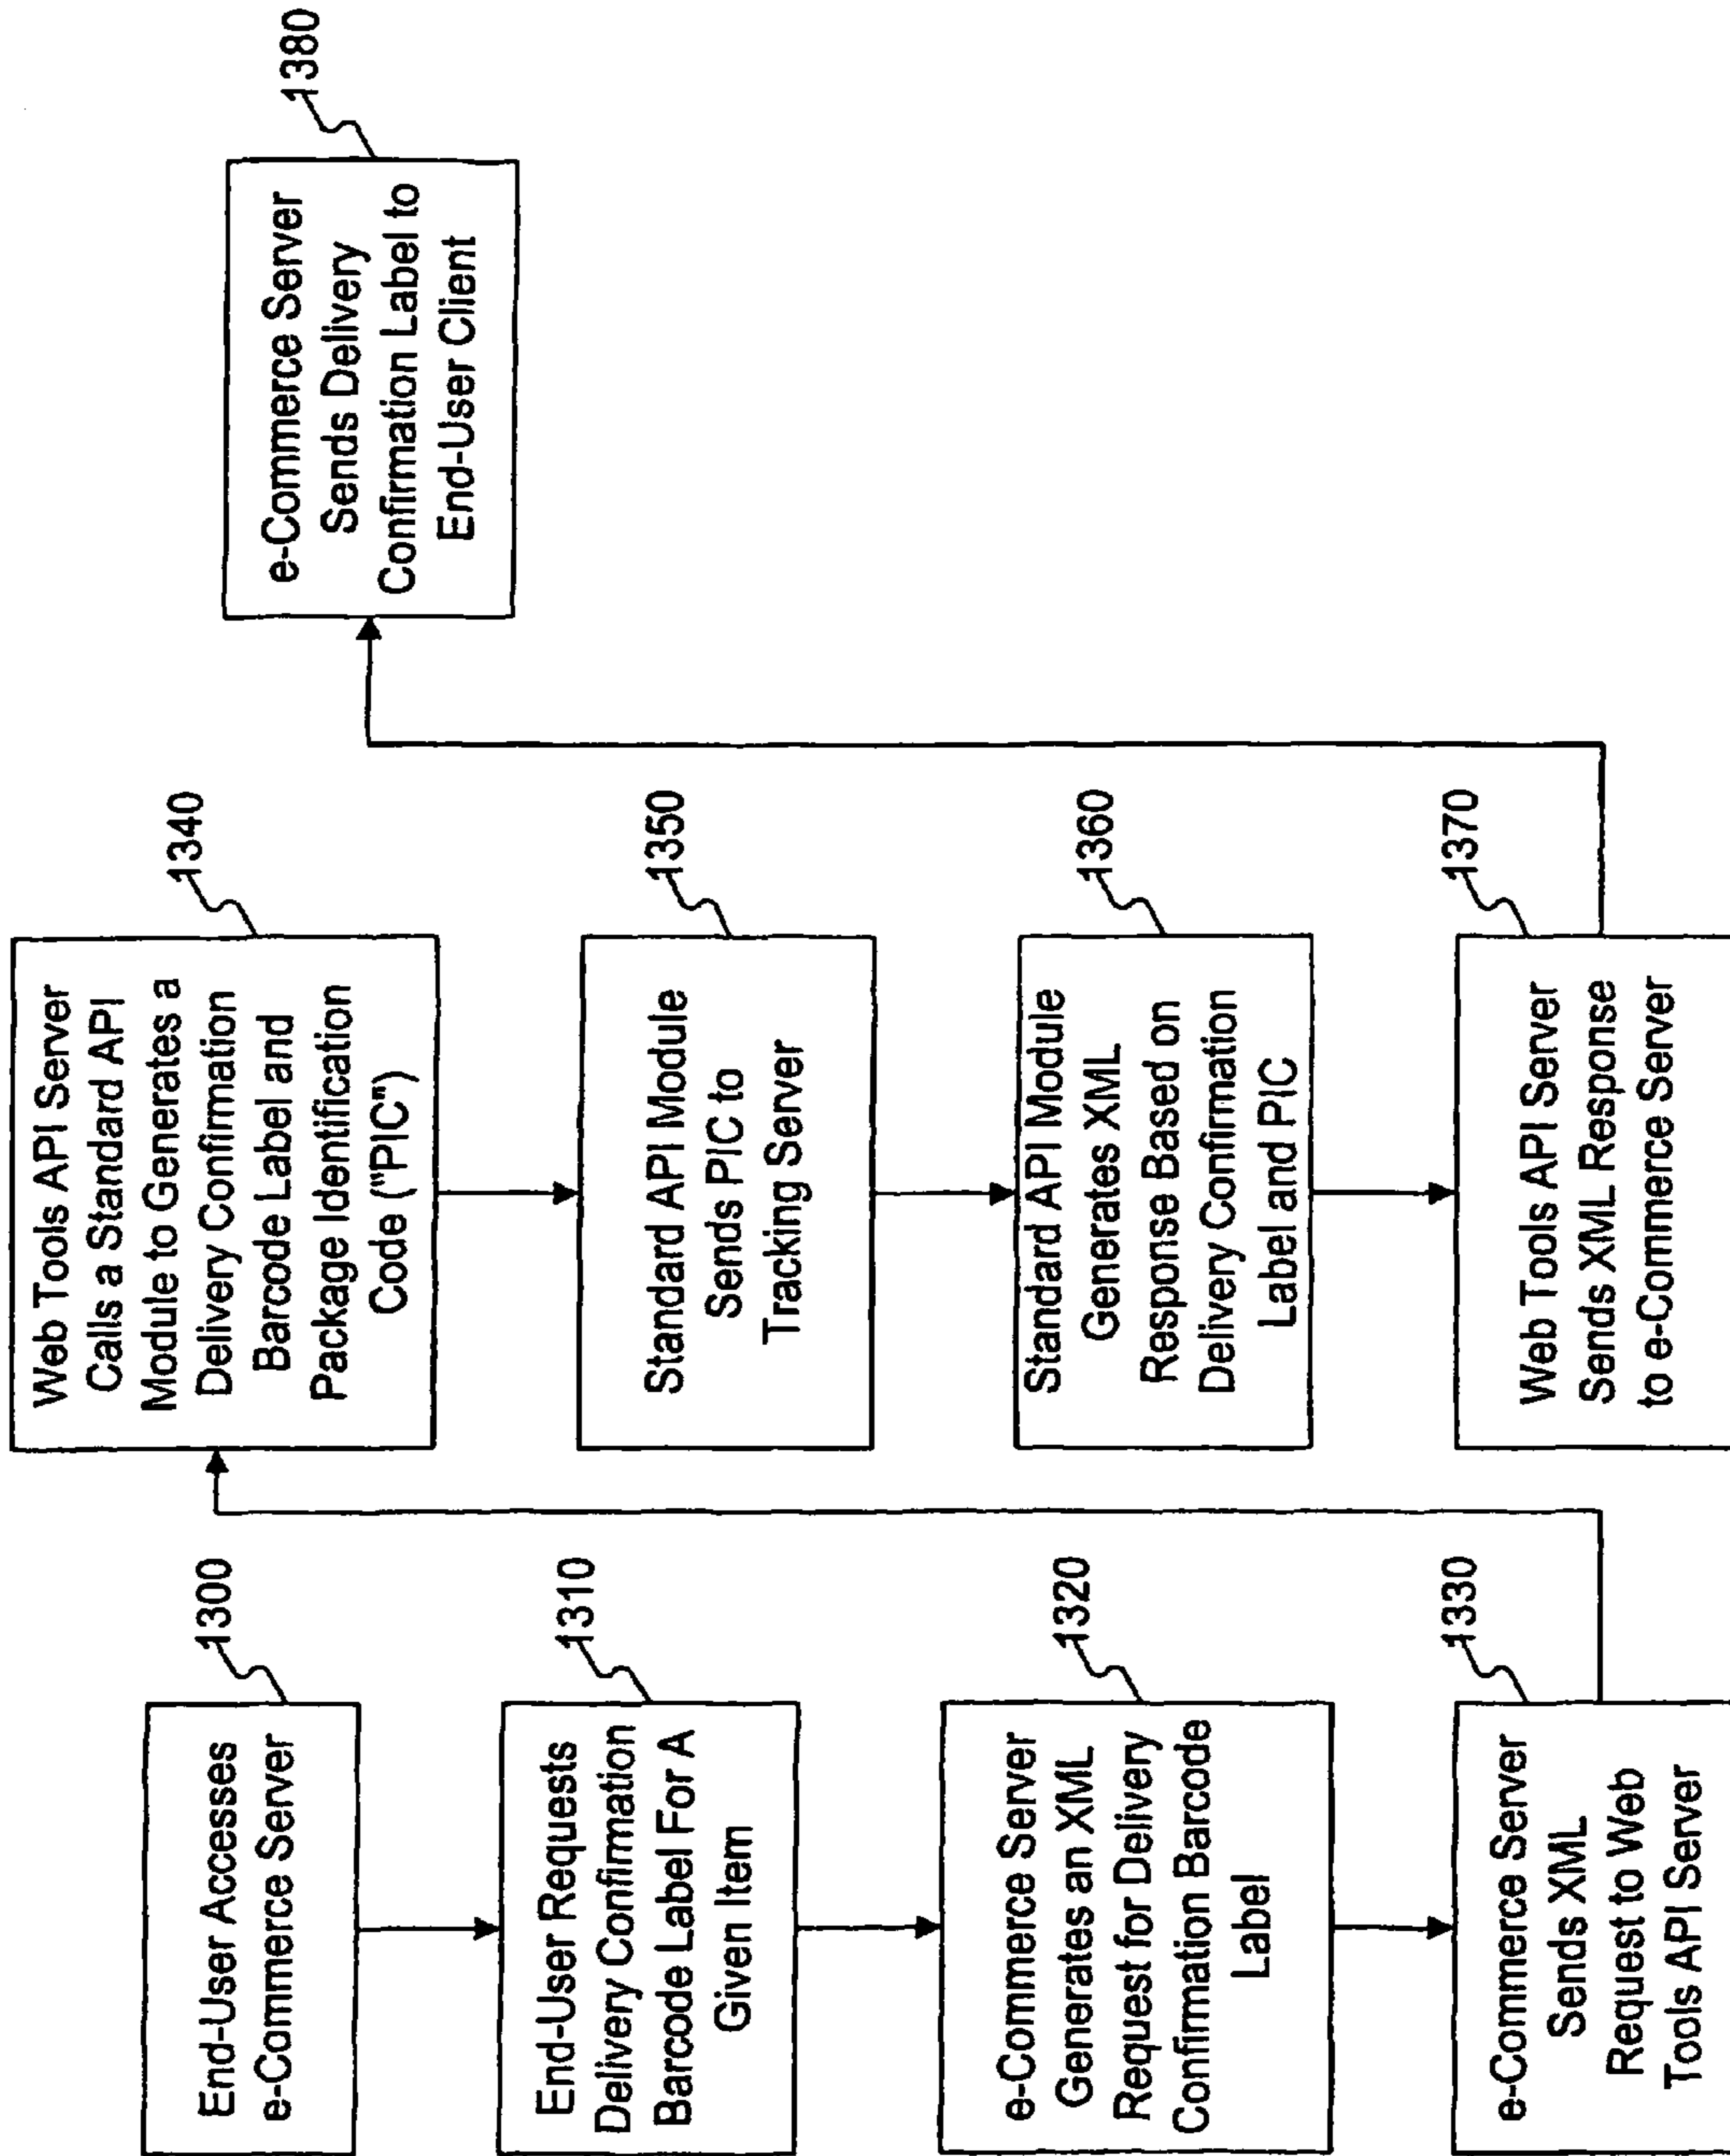 End-User Accesses
e-Commerce Server
1300
End-User Requests
Delivery Confirmation
Barcode Label For A
Given Item
1310
e-Commerce Server
Generates an XML
Request for Delivery
Confirmation Barcode
Label
1320
e-Commerce Server
Sends XML
Request to Web
Tools API Server
1330
Web Tools API Server
Calls a Standard API
Module to Generates a
Delivery Confirmation
Barcode Label and
Package Identification
Code ("PIC")
1340
Standard API Module
Sends PIC to
Tracking Server
1350
Standard API Module
Generates XML
Response Based on
Delivery Confirmation
Label and PIC
1360
Web Tools API Server
Sends XML Response
to e-Commerce Server
1370
e-Commerce Server
Sends Delivery
Confirmation Label to
End-User Client
1380